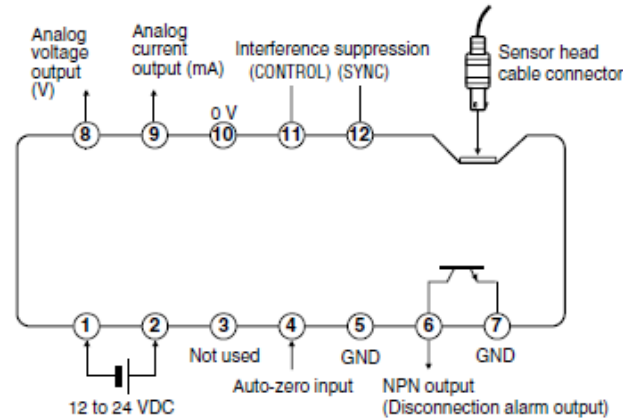 Analog
voltage
output
(V)
Analog
current
output (mA)
Interference suppression
(CONTROL) (SYNC)
Sensor head
cable connector
0 V
8
9
10
11
12
1
2
3
4
5
6
7
Not used
GND
GND
12 to 24 VDC
Auto-zero input
NPN output
(Disconnection alarm output)